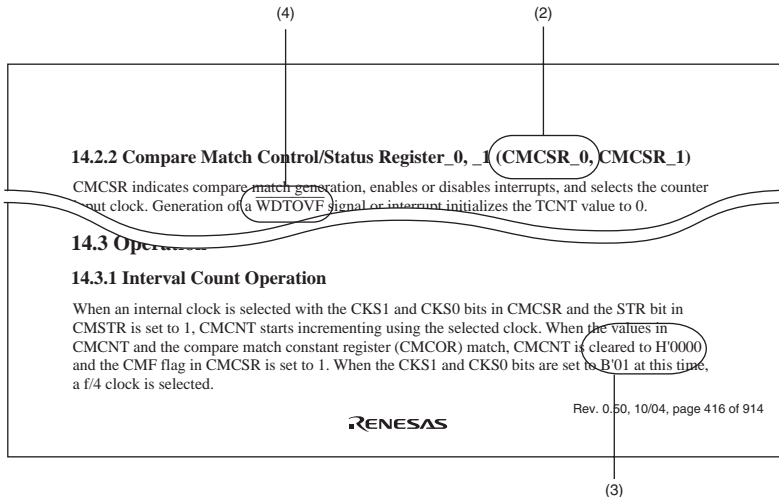 (4)
(2)
14.2.2 Compare Match Control/Status Register_0, _1 (CMCSR_0, CMCSR_1)
CMCSR indicates compare match generation, enables or disables interrupts, and selects the counter
input clock. Generation of a WDTOVF signal or interrupt initializes the TCNT value to 0.
14.3 Operation
14.3.1 Interval Count Operation
When an internal clock is selected with the CKS1 and CKS0 bits in CMCSR and the STR bit in
CMSTR is set to 1, CMCNT starts incrementing using the selected clock. When the values in
CMCNT and the compare match constant register (CMCOR) match, CMCNT is cleared to H'0000
and the CMF flag in CMCSR is set to 1. When the CKS1 and CKS0 bits are set to B'01 at this time,
a f/4 clock is selected.
Rev. 0.50, 10/04, page 416 of 914
RENESAS
(3)